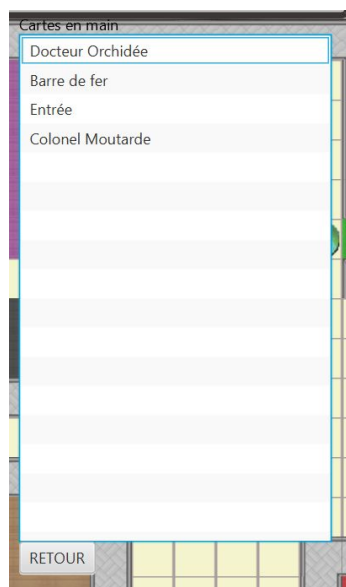 Cartes en main
Docteur Orchidée
Barre de fer
Entrée
Colonel Moutarde
RETOUR